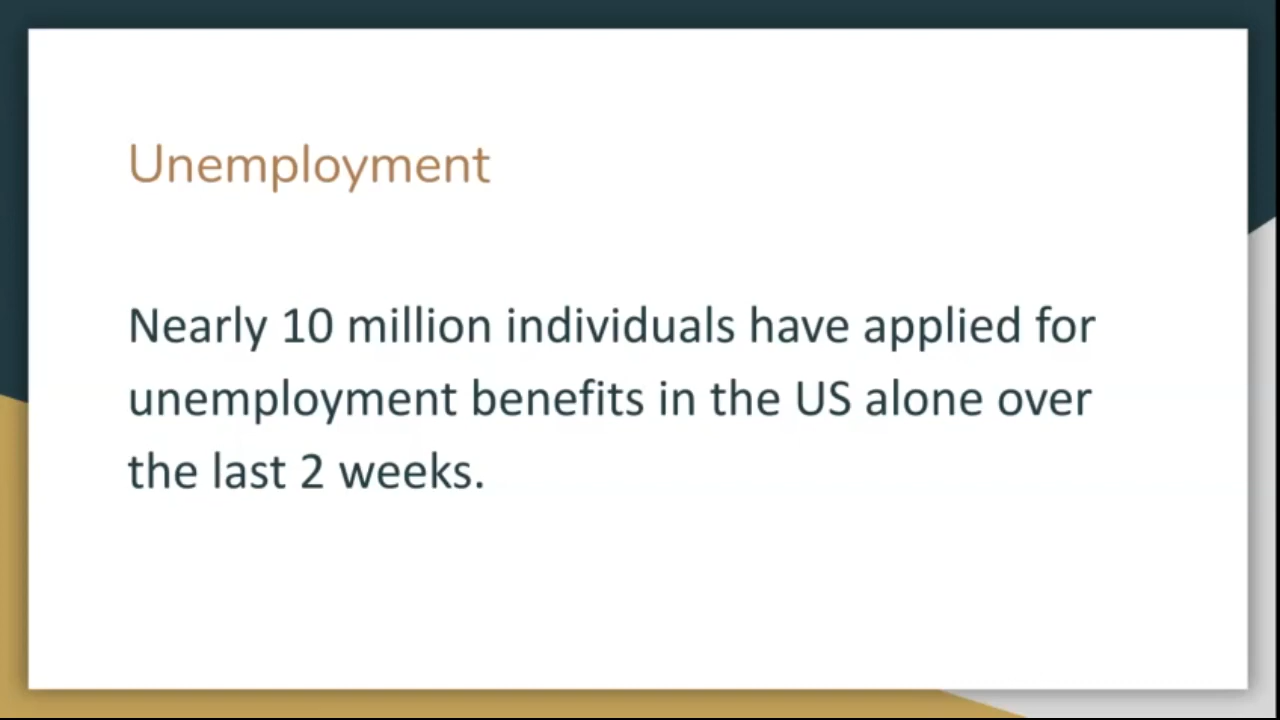 Unemployment
Nearly 10 million individuals have applied for
unemployment benefits in the US alone over
the last 2 weeks.